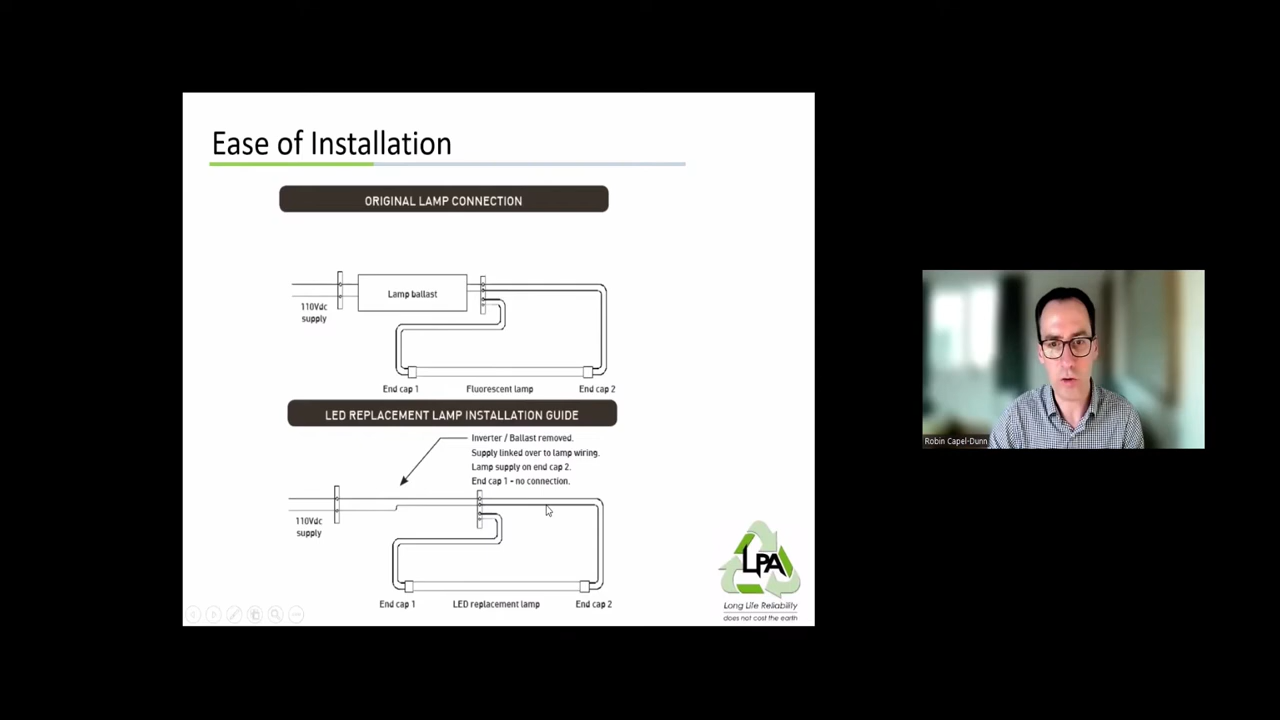 Ease of Installation
ORIGINAL LAMP CONNECTION
Lamp ballast
110Vdc
supply
End cap 1
Fluorescent lamp
End cap 2
LED REPLACEMENT LAMP INSTALLATION GUIDE
Inverter / Ballast removed.
Supply linked over to lamp wiring.
Lamp supply on end cap 2.
End cap 1 - no connection.
110Vdc
supply
End cap 1
LED replacement lamp
End cap 2
LPA
Long Life Reliability
does not cost the earth
Robin Capel-Dunn